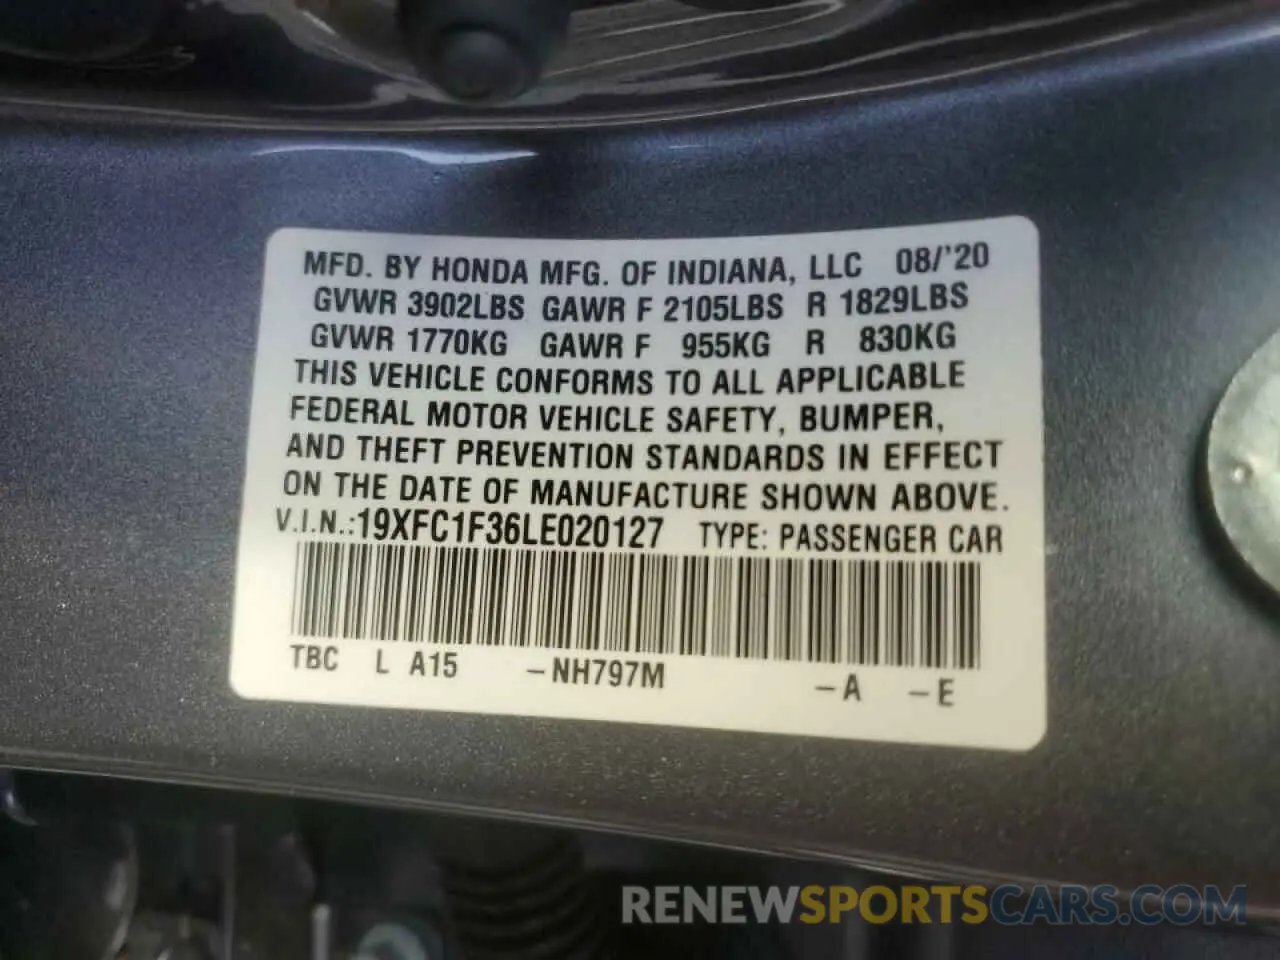 MFD. BY HONDA MFG. OF INDIANA, LLC 08/'20
GVWR 3902LBS GAWR F 2105LBS R 1829LBS
GVWR 1770KG GAWR F 955KG R 830KG
THIS VEHICLE CONFORMS TO ALL APPLICABLE
FEDERAL MOTOR VEHICLE SAFETY, BUMPER,
AND THEFT PREVENTION STANDARDS IN EFFECT
ON THE DATE OF MANUFACTURE SHOWN ABOVE.
V.I.N.:19XFC1F36LE020127 TYPE: PASSENGER CAR
TBC L A15 –NH797M –A –E
RENEWSPORTSCARS.COM